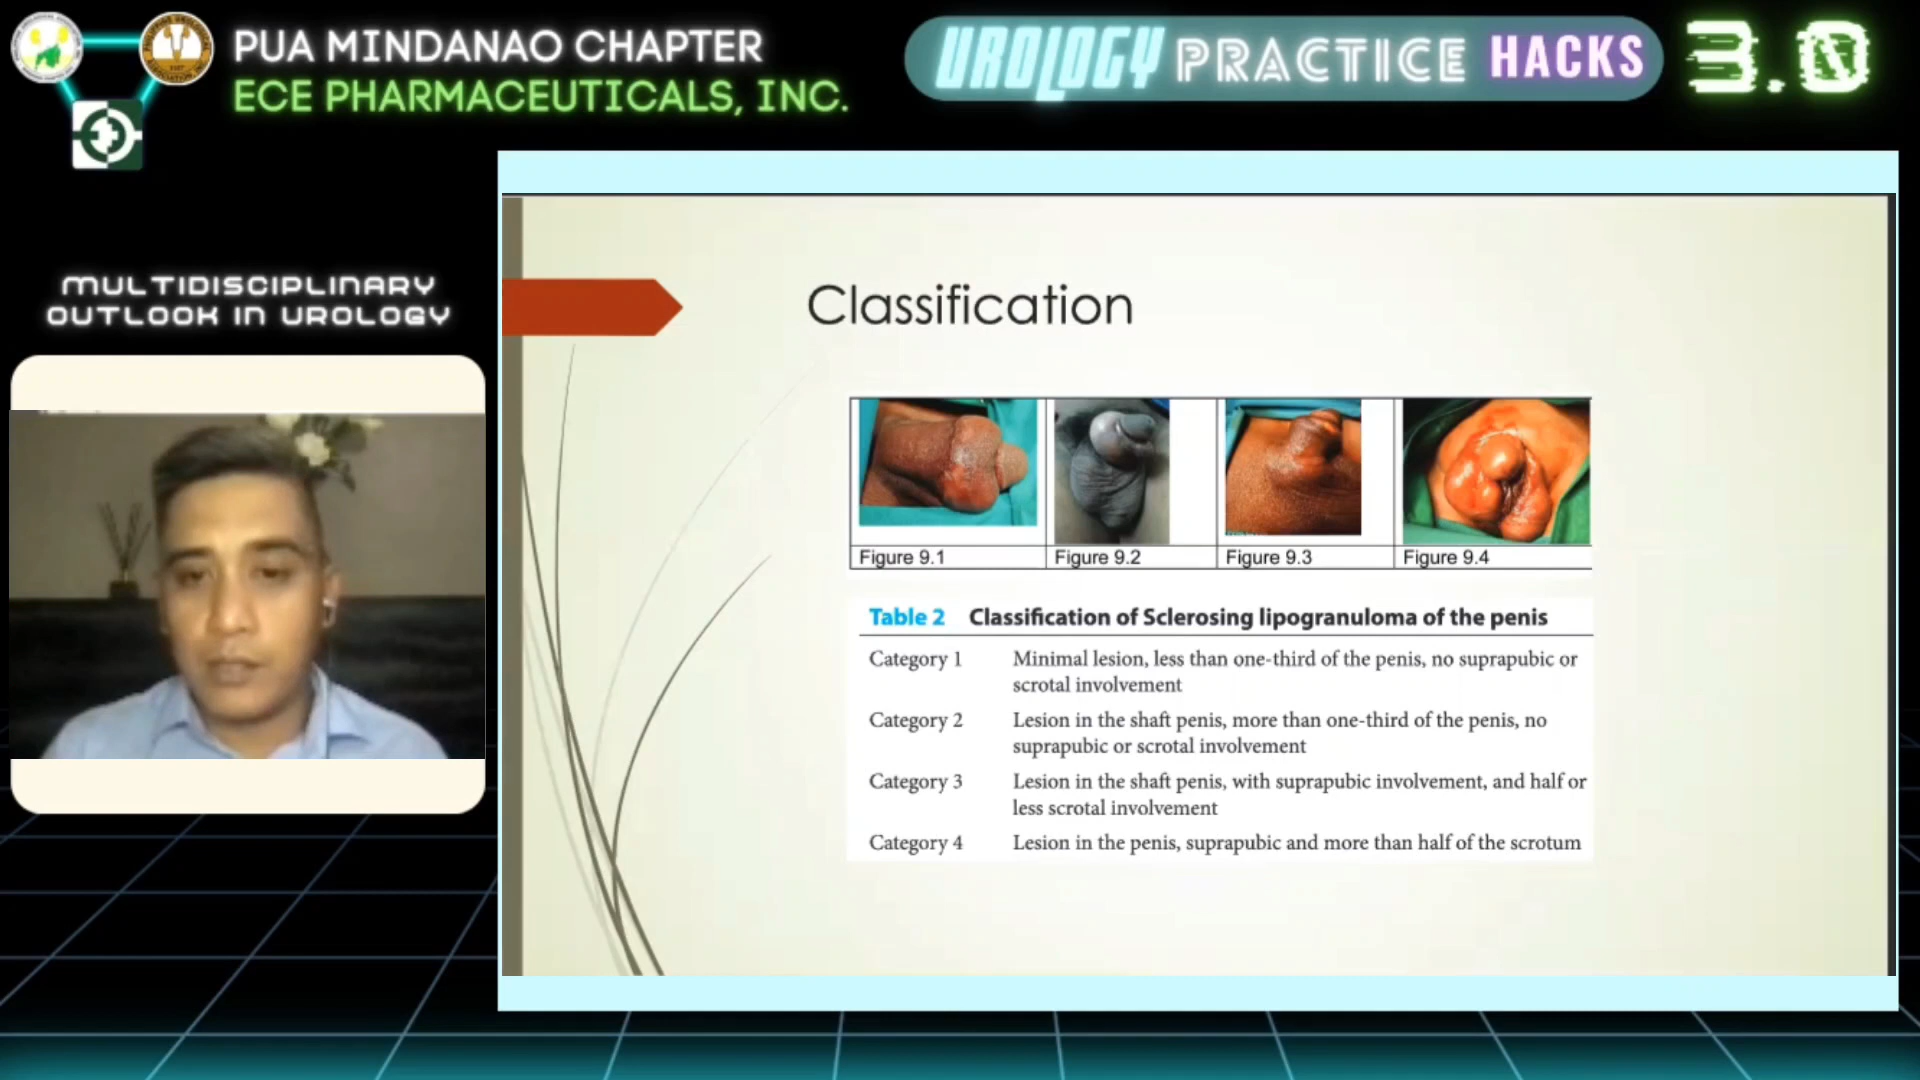 PUA MINDANAO CHAPTER
ECE PHARMACEUTICALS, INC.
UROLOGY PRACTICE HACKS 3.0
MULTIDISCIPLINARY
OUTLOOK IN UROLOGY
Classification
Figure 9.1
Figure 9.2
Figure 9.3
Figure 9.4
Table 2 Classification of Sclerosing lipogranuloma of the penis
Category 1 Minimal lesion, less than one-third of the penis, no suprapubic or
scrotal involvement
Category 2 Lesion in the shaft penis, more than one-third of the penis, no
suprapubic or scrotal involvement
Category 3 Lesion in the shaft penis, with suprapubic involvement, and half or
less scrotal involvement
Category 4 Lesion in the penis, suprapubic and more than half of the scrotum